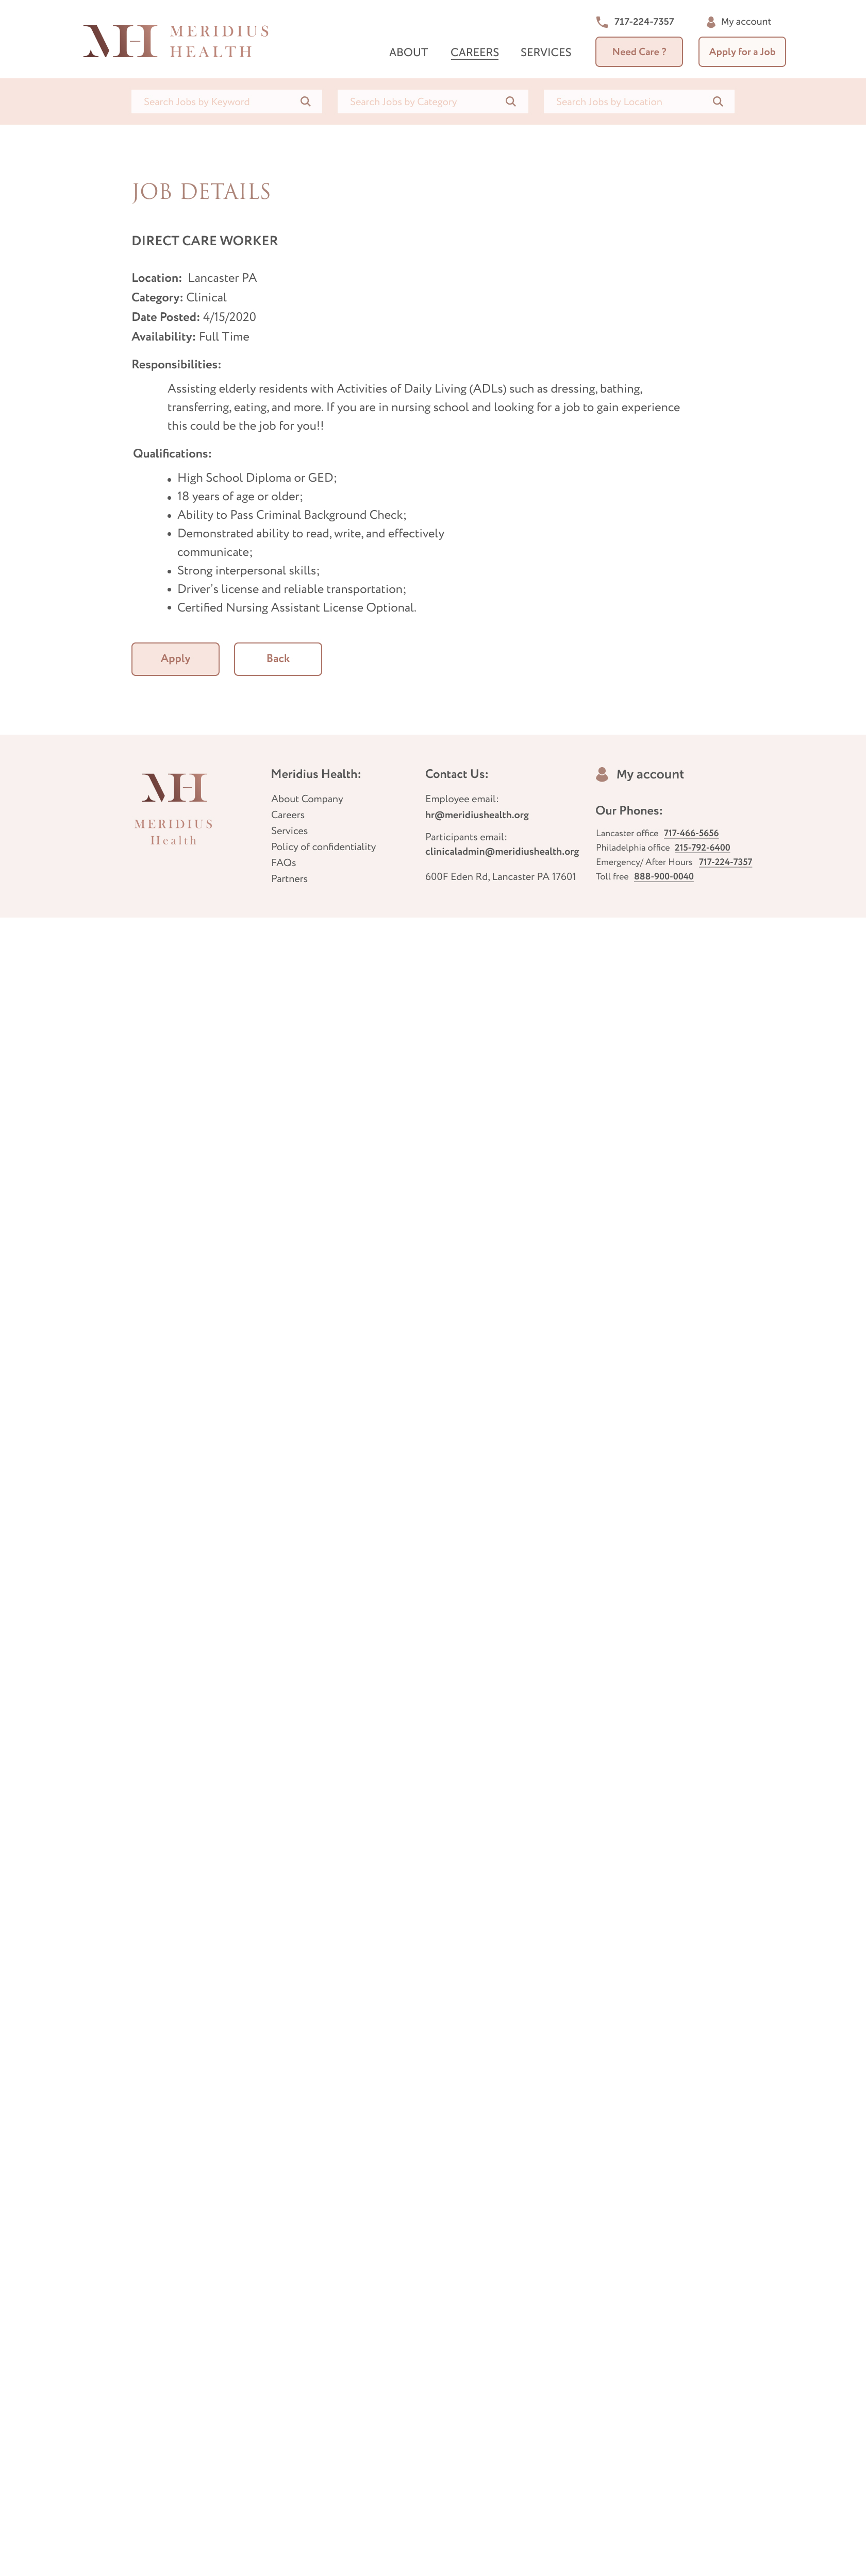 717-224-7357
My account
MERIDIUS
HEALTH
ABOUT
CAREERS
SERVICES
Need Care ?
Apply for a Job
Search Jobs by Keyword
Search Jobs by Category
Search Jobs by Location
JOB DETAILS
DIRECT CARE WORKER
Location: Lancaster PA
Category: Clinical
Date Posted: 4/15/2020
Availability: Full Time
Responsibilities:
Assisting elderly residents with Activities of Daily Living (ADLs) such as dressing, bathing,
transferring, eating, and more. If you are in nursing school and looking for a job to gain experience
this could be the job for you!!
Qualifications:
• High School Diploma or GED;
• 18 years of age or older;
• Ability to Pass Criminal Background Check;
• Demonstrated ability to read, write, and effectively
communicate;
• Strong interpersonal skills;
• Driver's license and reliable transportation;
• Certified Nursing Assistant License Optional.
Apply
Back
MH
MERIDIUS
Health
Meridius Health:
About Company
Careers
Services
Policy of confidentiality
FAQs
Partners
Contact Us:
Employee email:
hr@meridiushealth.org
Participants email:
clinicaladmin@meridiushealth.org
600F Eden Rd, Lancaster PA 17601
My account
Our Phones:
Lancaster office 717-466-5656
Philadelphia office 215-792-6400
Emergency/ After Hours 717-224-7357
Toll free 888-900-0040